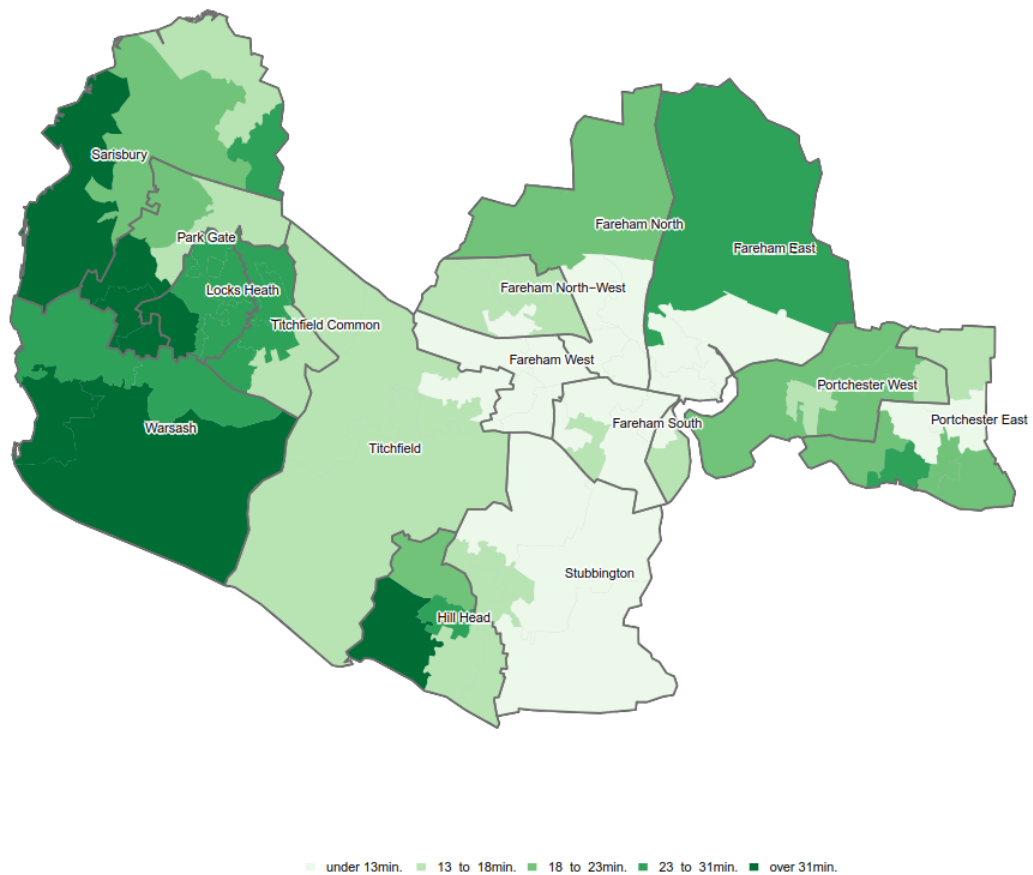 Sarisbury
Park Gate
Locks Heath
Titchfield Common
Warsash
Titchfield
Hill Head
Stubbington
Fareham North
Fareham East
Fareham North−West
Fareham West
Fareham South
Portchester West
Portchester East
under 13min. 13 to 18min. 18 to 23min. 23 to 31min. over 31min.